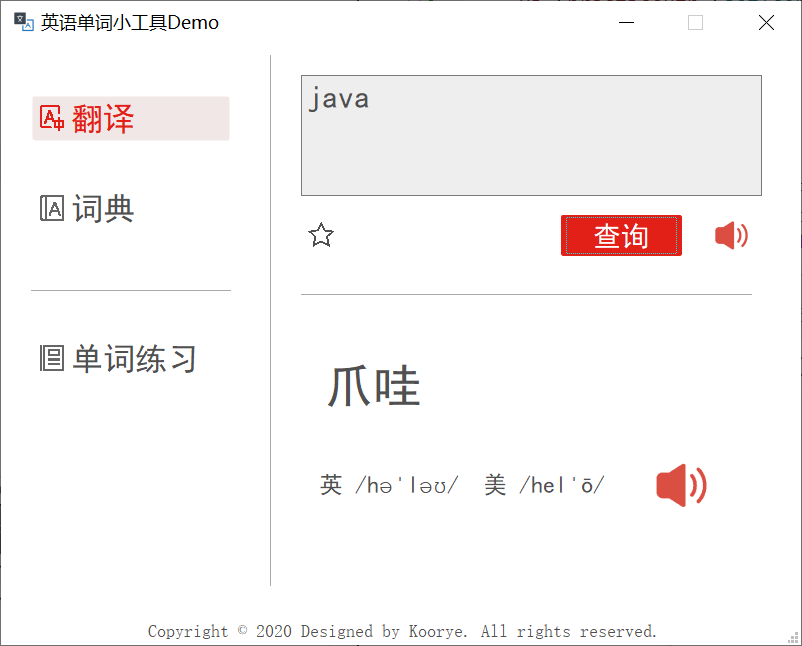 英语单词小工具Demo
翻译
词典
单词练习
java
查询
爪哇
英 /həˈləʊ/ 美 /helˈō/
Copyright © 2020 Designed by Koorye. All rights reserved.